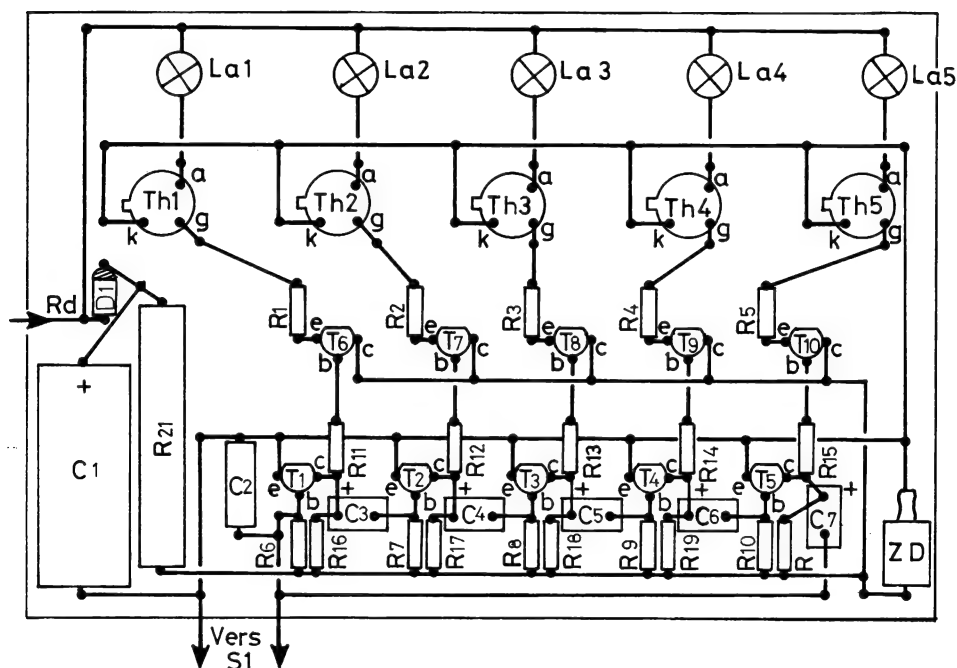 La1 La2 La3 La4 La5
a a a a a
Th1 Th2 Th3 Th4 Th5
k g k g k g k g k g
Rd D1
R1 R2 R3 R4 R5
e T6 c e T7 c e T8 c e T9 c e T10 c
b b b b b
+
C1 R21
R11 R12 R13 R14 R15
C2
e T1 c e T2 c e T3 c e T4 c e T5 c
b b b b b
+ + + + +
C3 C4 C5 C6 C7
R6 R16 R7 R17 R8 R18 R9 R19 R10 R
ZD
Vers
S1